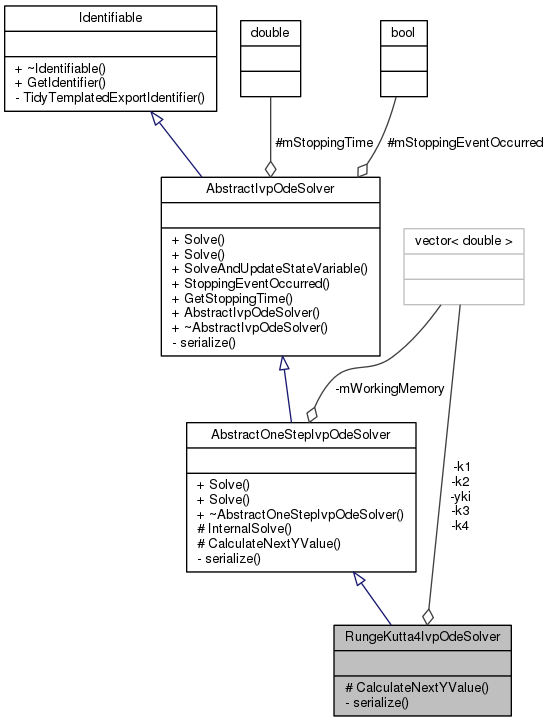 Identifiable
+ ~Identifiable()
+ GetIdentifier()
- TidyTemplatedExportIdentifier()
double
bool
#mStoppingTime
#mStoppingEventOccurred
AbstractIvpOdeSolver
+ Solve()
+ Solve()
+ SolveAndUpdateStateVariable()
+ StoppingEventOccurred()
+ GetStoppingTime()
+ AbstractIvpOdeSolver()
+ ~AbstractIvpOdeSolver()
- serialize()
vector< double >
-mWorkingMemory
AbstractOneStepIvpOdeSolver
+ Solve()
+ Solve()
+ ~AbstractOneStepIvpOdeSolver()
# InternalSolve()
# CalculateNextYValue()
- serialize()
-k1
-k2
-yki
-k3
-k4
RungeKutta4IvpOdeSolver
# CalculateNextYValue()
- serialize()